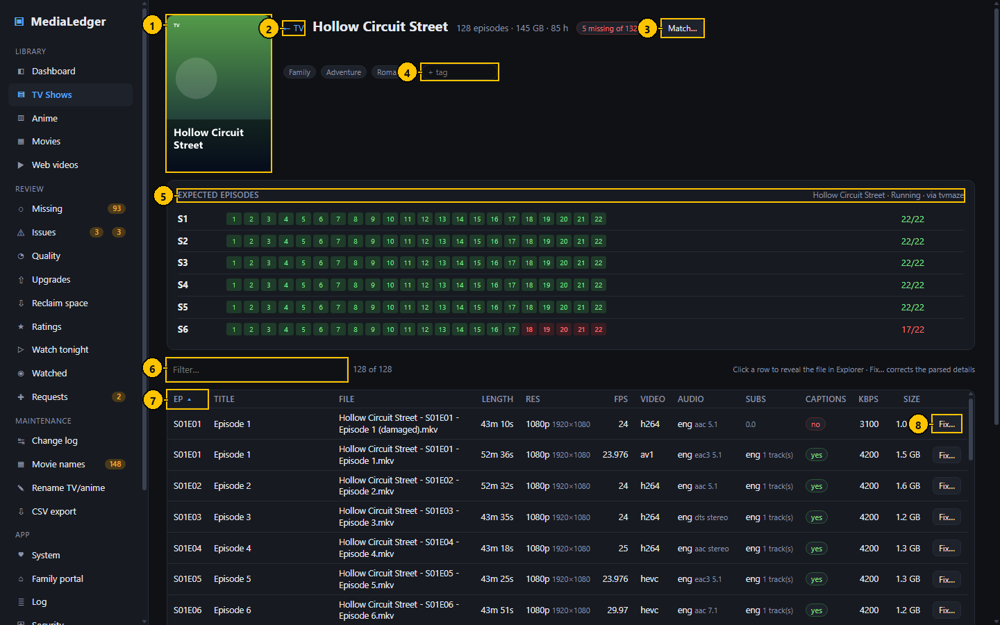 MediaLedger
LIBRARY
Dashboard
TV Shows
Anime
Movies
Web videos
REVIEW
Missing 93
Issues 3 3
Quality
Upgrades
Reclaim space
Ratings
Watch tonight
Watched
Requests 2
MAINTENANCE
Change log
Movie names 148
Rename TV/anime
CSV export
APP
System
Family portal
Log
Security
1 TV
Hollow Circuit
Street
2 ← TV Hollow Circuit Street 128 episodes · 145 GB · 85 h 5 missing of 132 3 Match...
Family Adventure Roma 4 + tag
5 EXPECTED EPISODES Hollow Circuit Street · Running · via tvmaze
S1 1 2 3 4 5 6 7 8 9 10 11 12 13 14 15 16 17 18 19 20 21 22 22/22
S2 1 2 3 4 5 6 7 8 9 10 11 12 13 14 15 16 17 18 19 20 21 22 22/22
S3 1 2 3 4 5 6 7 8 9 10 11 12 13 14 15 16 17 18 19 20 21 22 22/22
S4 1 2 3 4 5 6 7 8 9 10 11 12 13 14 15 16 17 18 19 20 21 22 22/22
S5 1 2 3 4 5 6 7 8 9 10 11 12 13 14 15 16 17 18 19 20 21 22 22/22
S6 1 2 3 4 5 6 7 8 9 10 11 12 13 14 15 16 17 18 19 20 21 22 17/22
6 Filter... 128 of 128 Click a row to reveal the file in Explorer · Fix... corrects the parsed details
7 EP ▲ TITLE FILE LENGTH RES FPS VIDEO AUDIO SUBS CAPTIONS KBPS SIZE
S01E01 Episode 1 Hollow Circuit Street - S01E01 - Episode 1 (damaged).mkv 43m 10s 1080p 1920×1080 24 h264 eng aac 5.1 0.0 no 3100 1.0 8 Fix...
S01E01 Episode 1 Hollow Circuit Street - S01E01 - Episode 1.mkv 52m 36s 1080p 1920×1080 23.976 av1 eng eac3 5.1 eng 1 track(s) yes 4200 1.5 GB Fix...
S01E02 Episode 2 Hollow Circuit Street - S01E02 - Episode 2.mkv 52m 32s 1080p 1920×1080 24 h264 eng aac 5.1 eng 1 track(s) yes 4200 1.6 GB Fix...
S01E03 Episode 3 Hollow Circuit Street - S01E03 - Episode 3.mkv 43m 35s 1080p 1920×1080 24 h264 eng dts stereo eng 1 track(s) yes 4200 1.2 GB Fix...
S01E04 Episode 4 Hollow Circuit Street - S01E04 - Episode 4.mkv 43m 18s 1080p 1920×1080 25 h264 eng aac stereo eng 1 track(s) yes 4200 1.3 GB Fix...
S01E05 Episode 5 Hollow Circuit Street - S01E05 - Episode 5.mkv 43m 25s 1080p 1920×1080 23.976 hevc eng eac3 5.1 eng 1 track(s) yes 4200 1.3 GB Fix...
S01E06 Episode 6 Hollow Circuit Street - S01E06 - Episode 6.mkv 43m 51s 1080p 1920×1080 29.97 hevc eng aac 7.1 eng 1 track(s) yes 4200 1.2 GB Fix...